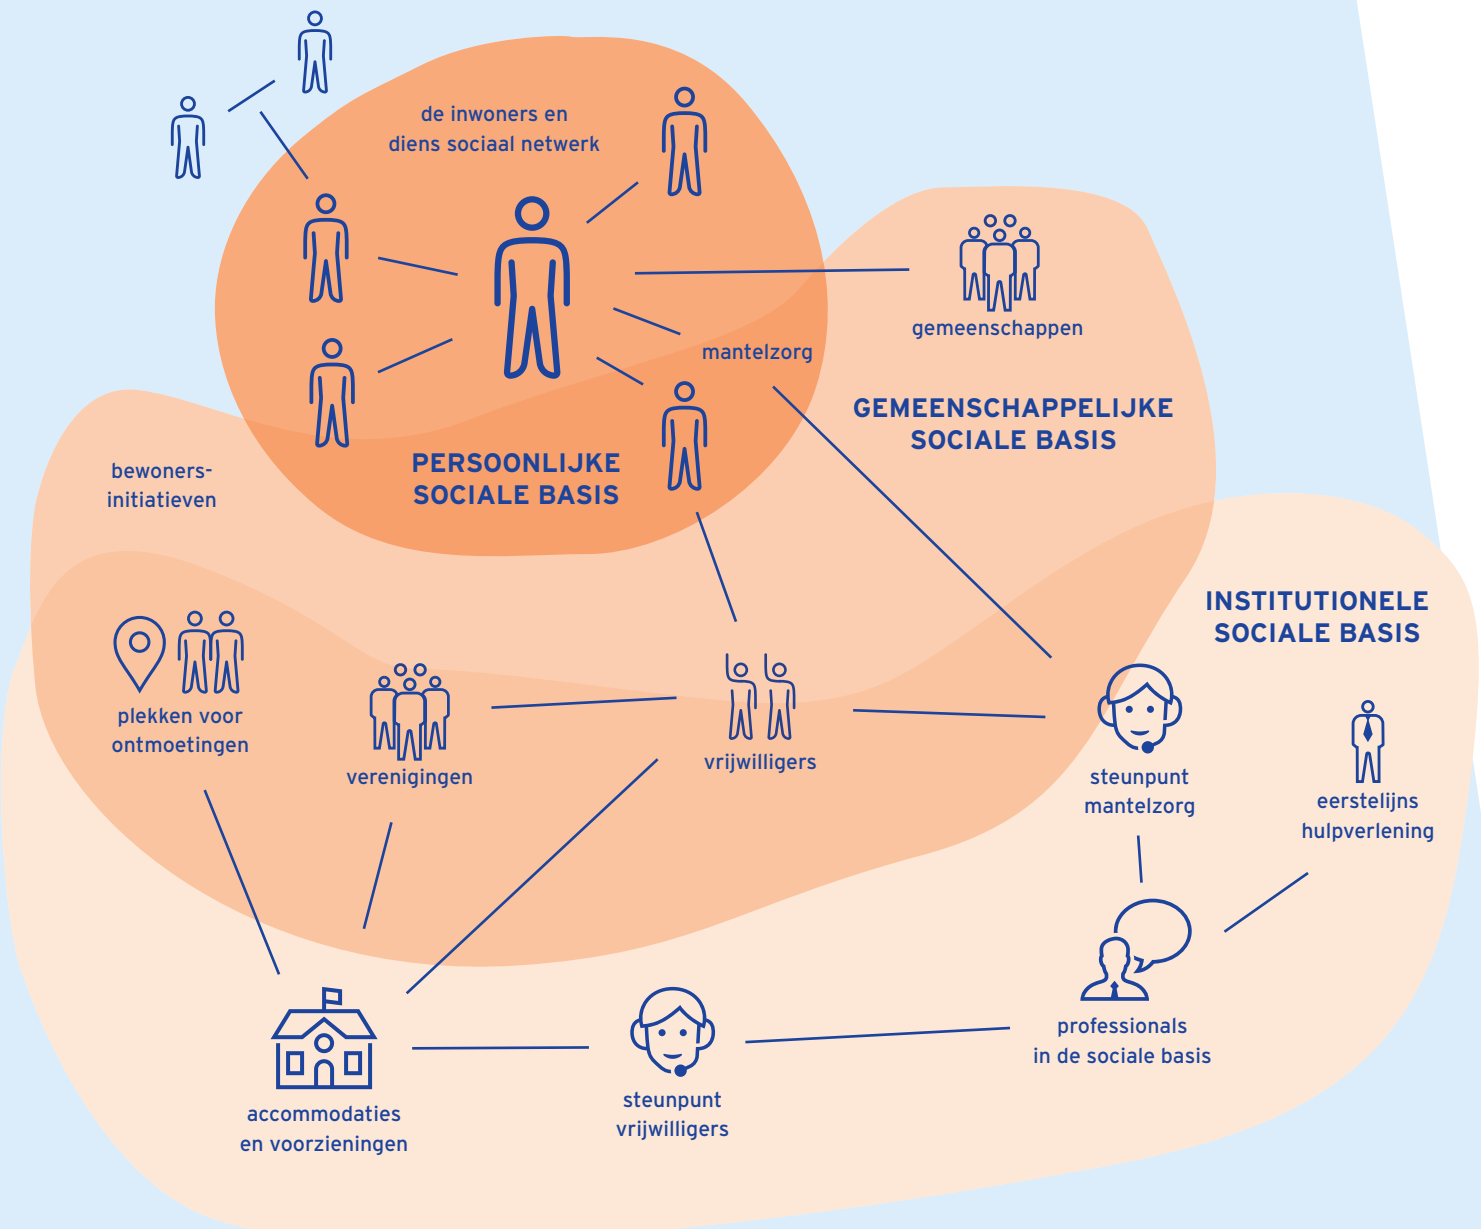 de inwoners en
diens sociaal netwerk
gemeenschappen
mantelzorg
GEMEENSCHAPPELIJKE
SOCIALE BASIS
PERSOONLIJKE
SOCIALE BASIS
bewoners-
initiatieven
INSTITUTIONELE
SOCIALE BASIS
plekken voor
ontmoetingen
verenigingen
vrijwilligers
steunpunt
mantelzorg
eerstelijns
hulpverlening
professionals
in de sociale basis
accommodaties
en voorzieningen
steunpunt
vrijwilligers